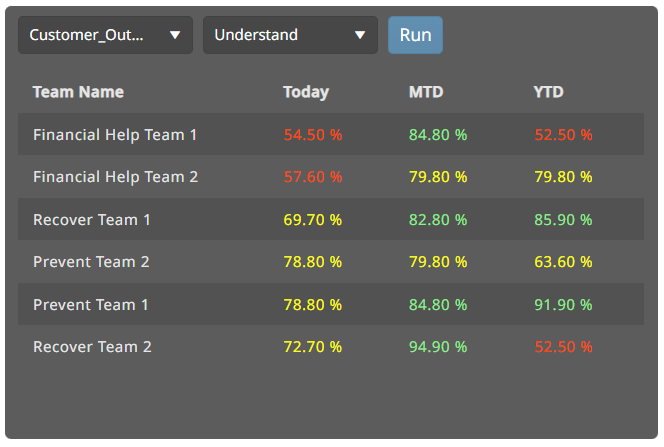 Customer_Out... Understand Run
Team Name Today MTD YTD
Financial Help Team 1 54.50 % 84.80 % 52.50 %
Financial Help Team 2 57.60 % 79.80 % 79.80 %
Recover Team 1 69.70 % 82.80 % 85.90 %
Prevent Team 2 78.80 % 79.80 % 63.60 %
Prevent Team 1 78.80 % 84.80 % 91.90 %
Recover Team 2 72.70 % 94.90 % 52.50 %